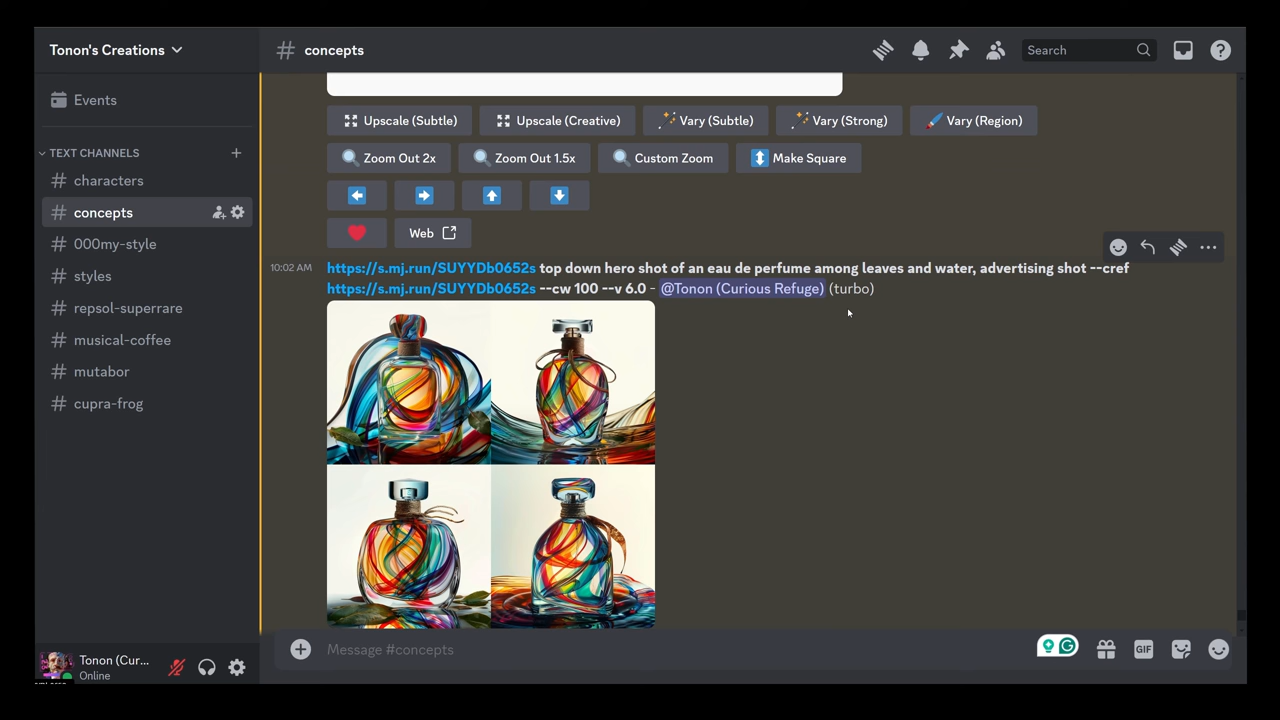 Tonon's Creations
concepts
Search
Events
TEXT CHANNELS
characters
concepts
000my-style
styles
repsol-superrare
musical-coffee
mutabor
cupra-frog
Upscale (Subtle) Upscale (Creative) Vary (Subtle) Vary (Strong) Vary (Region)
Zoom Out 2x Zoom Out 1.5x Custom Zoom Make Square
Web
10:02 AM https://s.mj.run/SUYYDb0652s top down hero shot of an eau de perfume among leaves and water, advertising shot --cref
https://s.mj.run/SUYYDb0652s --cw 100 --v 6.0 - @Tonon (Curious Refuge) (turbo)
Message #concepts
GIF
Tonon (Cur...
Online